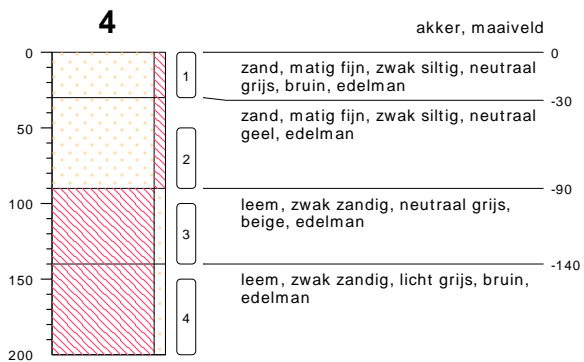 4
akker, maaiveld
0
0
1
zand, matig fijn, zwak siltig, neutraal
grijs, bruin, edelman
-30
zand, matig fijn, zwak siltig, neutraal
geel, edelman
50
2
-90
100
leem, zwak zandig, neutraal grijs,
beige, edelman
3
-140
150
leem, zwak zandig, licht grijs, bruin,
edelman
4
200